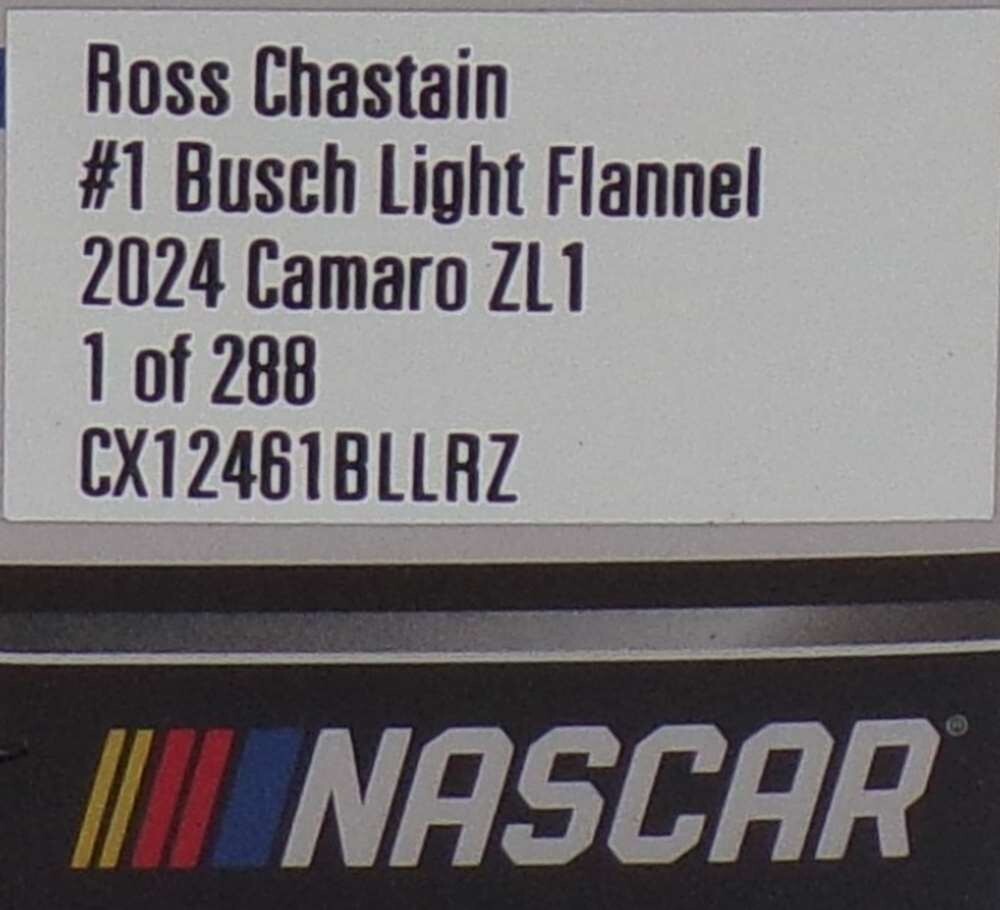 Ross Chastain
#1 Busch Light Flannel
2024 Camaro ZL1
1 of 288
CX12461BLLRZ
NASCAR®